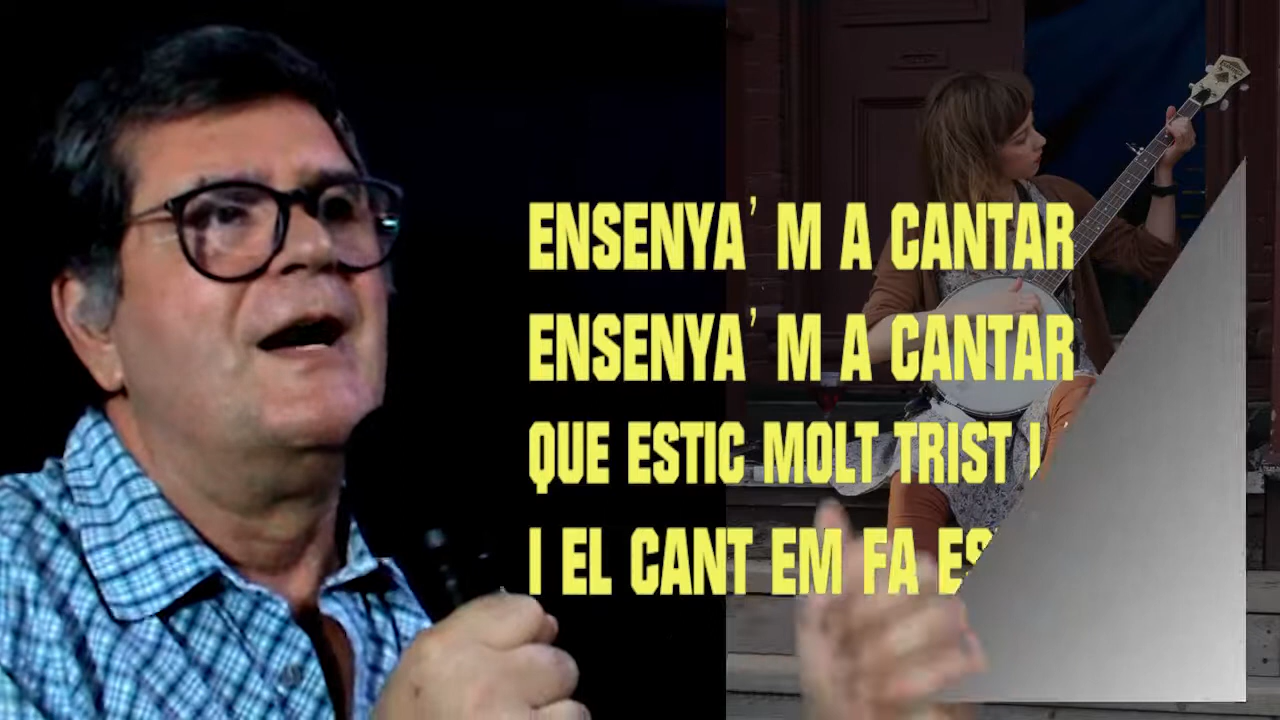 ENSENYA' M A CANTAR
ENSENYA' M A CANTAR
QUE ESTIC MOLT TRIST
I EL CANT EM FA